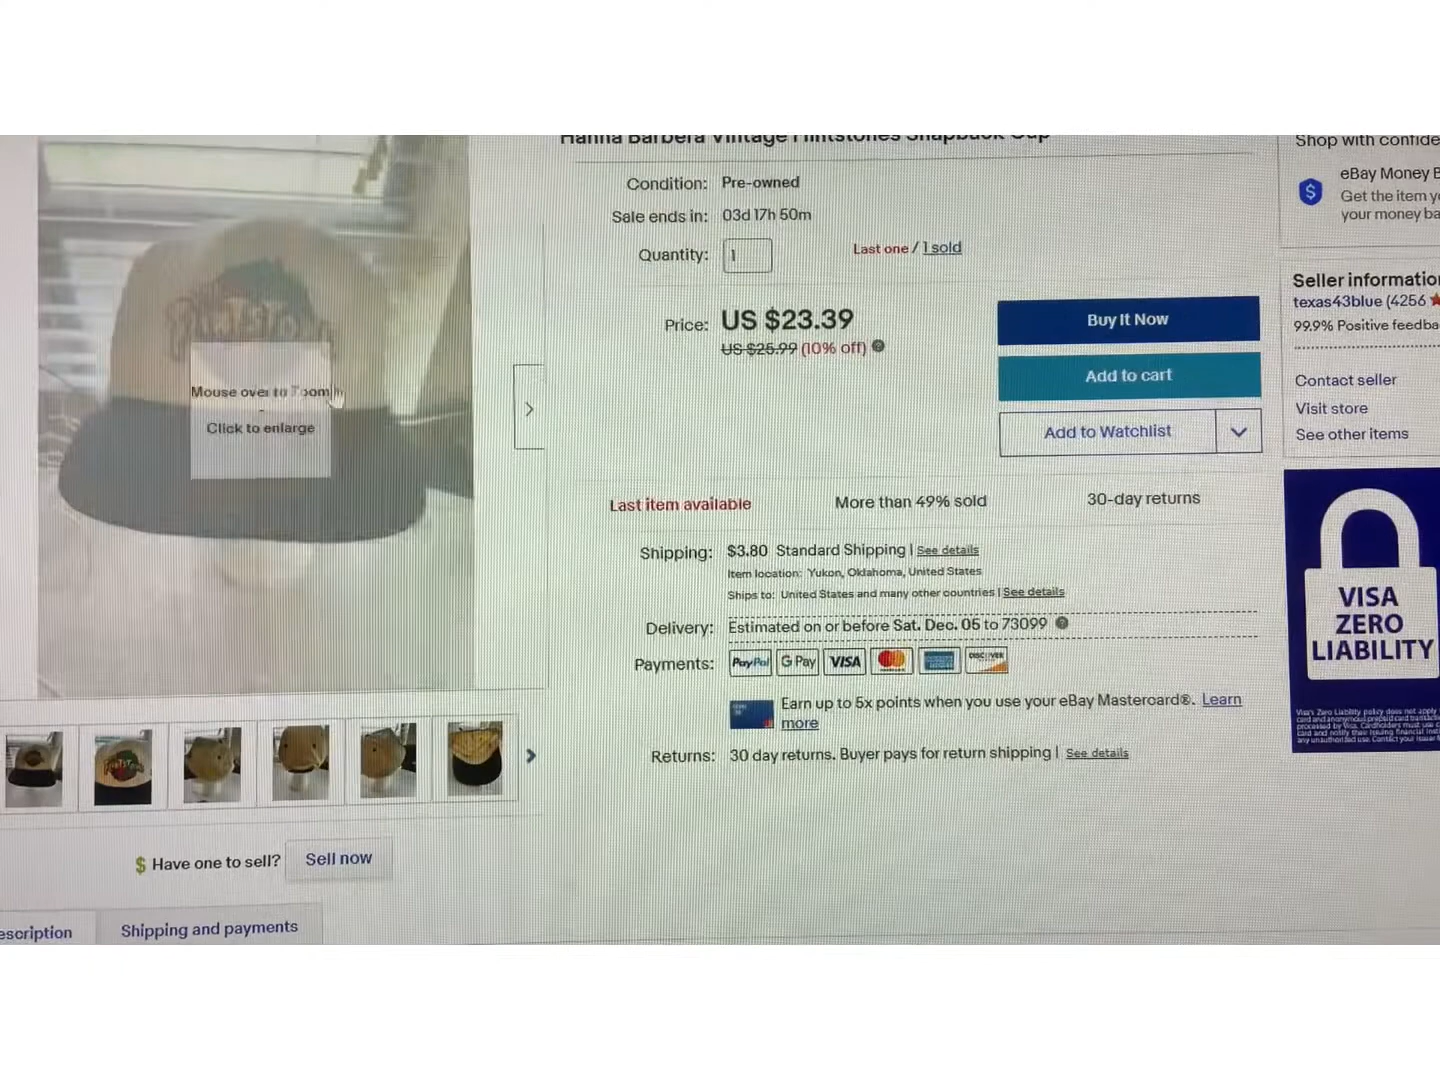 Hanna Barbera Vintage Flintstones Snapback Cap
Condition: Pre-owned
Sale ends in: 03d 17h 50m
Quantity: 1
Last one / 1 sold
Price: US $23.39
US $25.99 (10% off)
Buy It Now
Add to cart
Add to Watchlist
Mouse over to Zoom
-
Click to enlarge
Last item available
More than 49% sold
30-day returns
Shipping: $3.80 Standard Shipping | See details
Item location: Yukon, Oklahoma, United States
Ships to: United States and many other countries | See details
Delivery: Estimated on or before Sat. Dec. 05 to 73099
Payments: PayPal G Pay VISA DISCOVER
Earn up to 5x points when you use your eBay Mastercard®. Learn
more
Returns: 30 day returns. Buyer pays for return shipping | See details
$ Have one to sell? Sell now
escription
Shipping and payments
Shop with confide
eBay Money B
Get the item y
your money ba
Seller informatio
texas43blue (4256
99.9% Positive feedba
Contact seller
Visit store
See other items
VISA
ZERO
LIABILITY